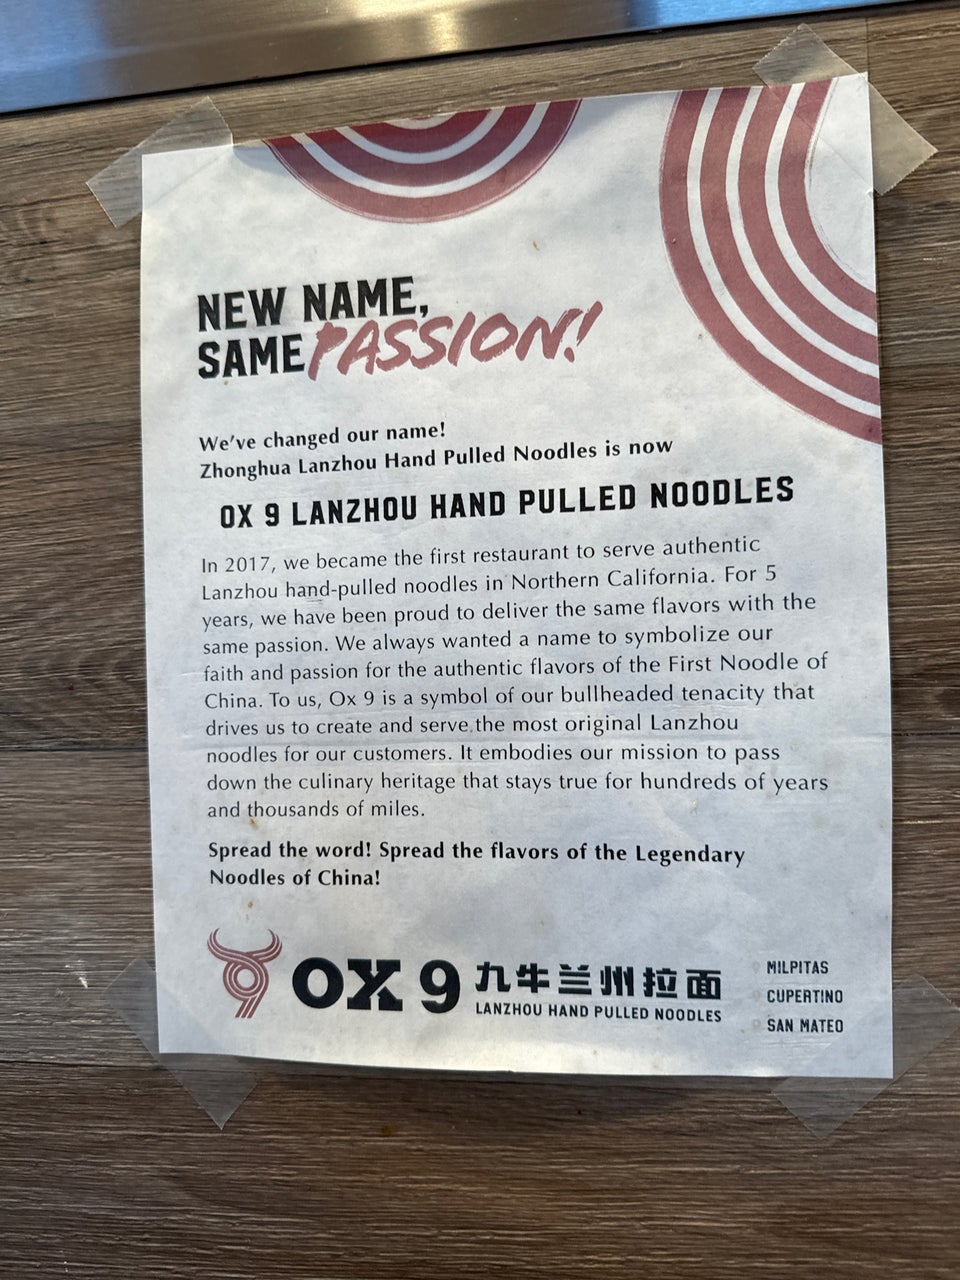 NEW NAME,
SAME PASSION!
We've changed our name!
Zhonghua Lanzhou Hand Pulled Noodles is now
OX 9 LANZHOU HAND PULLED NOODLES
In 2017, we became the first restaurant to serve authentic
Lanzhou hand-pulled noodles in Northern California. For 5
years, we have been proud to deliver the same flavors with the
same passion. We always wanted a name to symbolize our
faith and passion for the authentic flavors of the First Noodle of
China. To us, Ox 9 is a symbol of our bullheaded tenacity that
drives us to create and serve the most original Lanzhou
noodles for our customers. It embodies our mission to pass
down the culinary heritage that stays true for hundreds of years
and thousands of miles.
Spread the word! Spread the flavors of the Legendary
Noodles of China!
OX 9 九牛兰州拉面
LANZHOU HAND PULLED NOODLES
MILPITAS
CUPERTINO
SAN MATEO